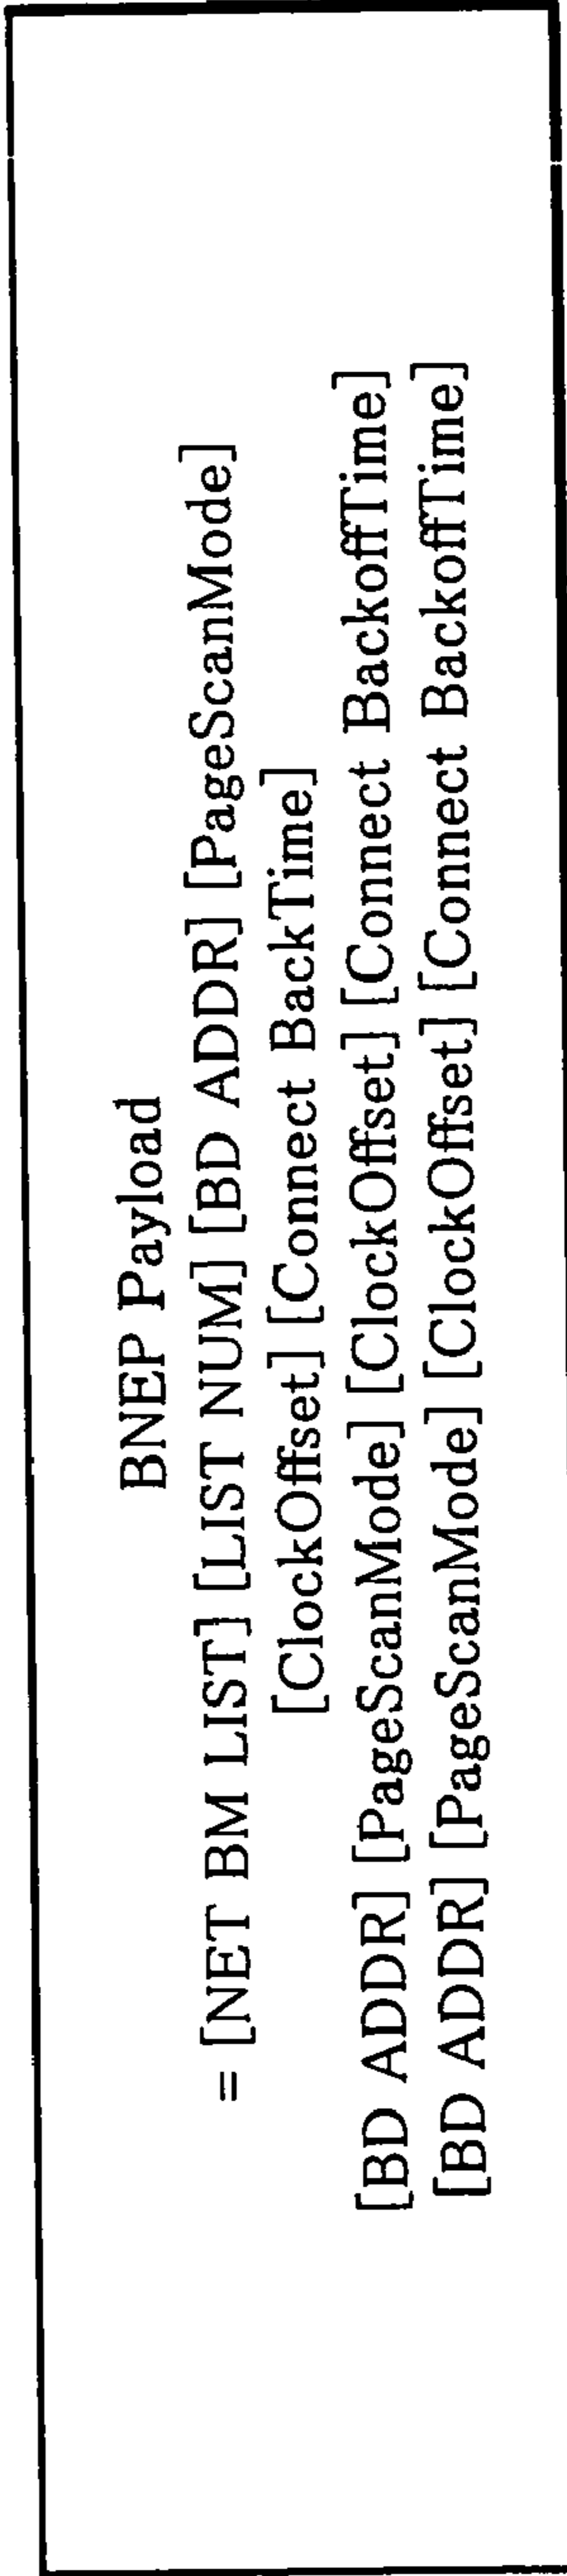 BNEP Payload
= [NET BM LIST] [LIST NUM] [BD ADDR] [PageScanMode]
[ClockOffset] [Connect BackTime]
[BD ADDR] [PageScanMode] [ClockOffset] [Connect BackoffTime]
[BD ADDR] [PageScanMode] [ClockOffset] [Connect BackoffTime]